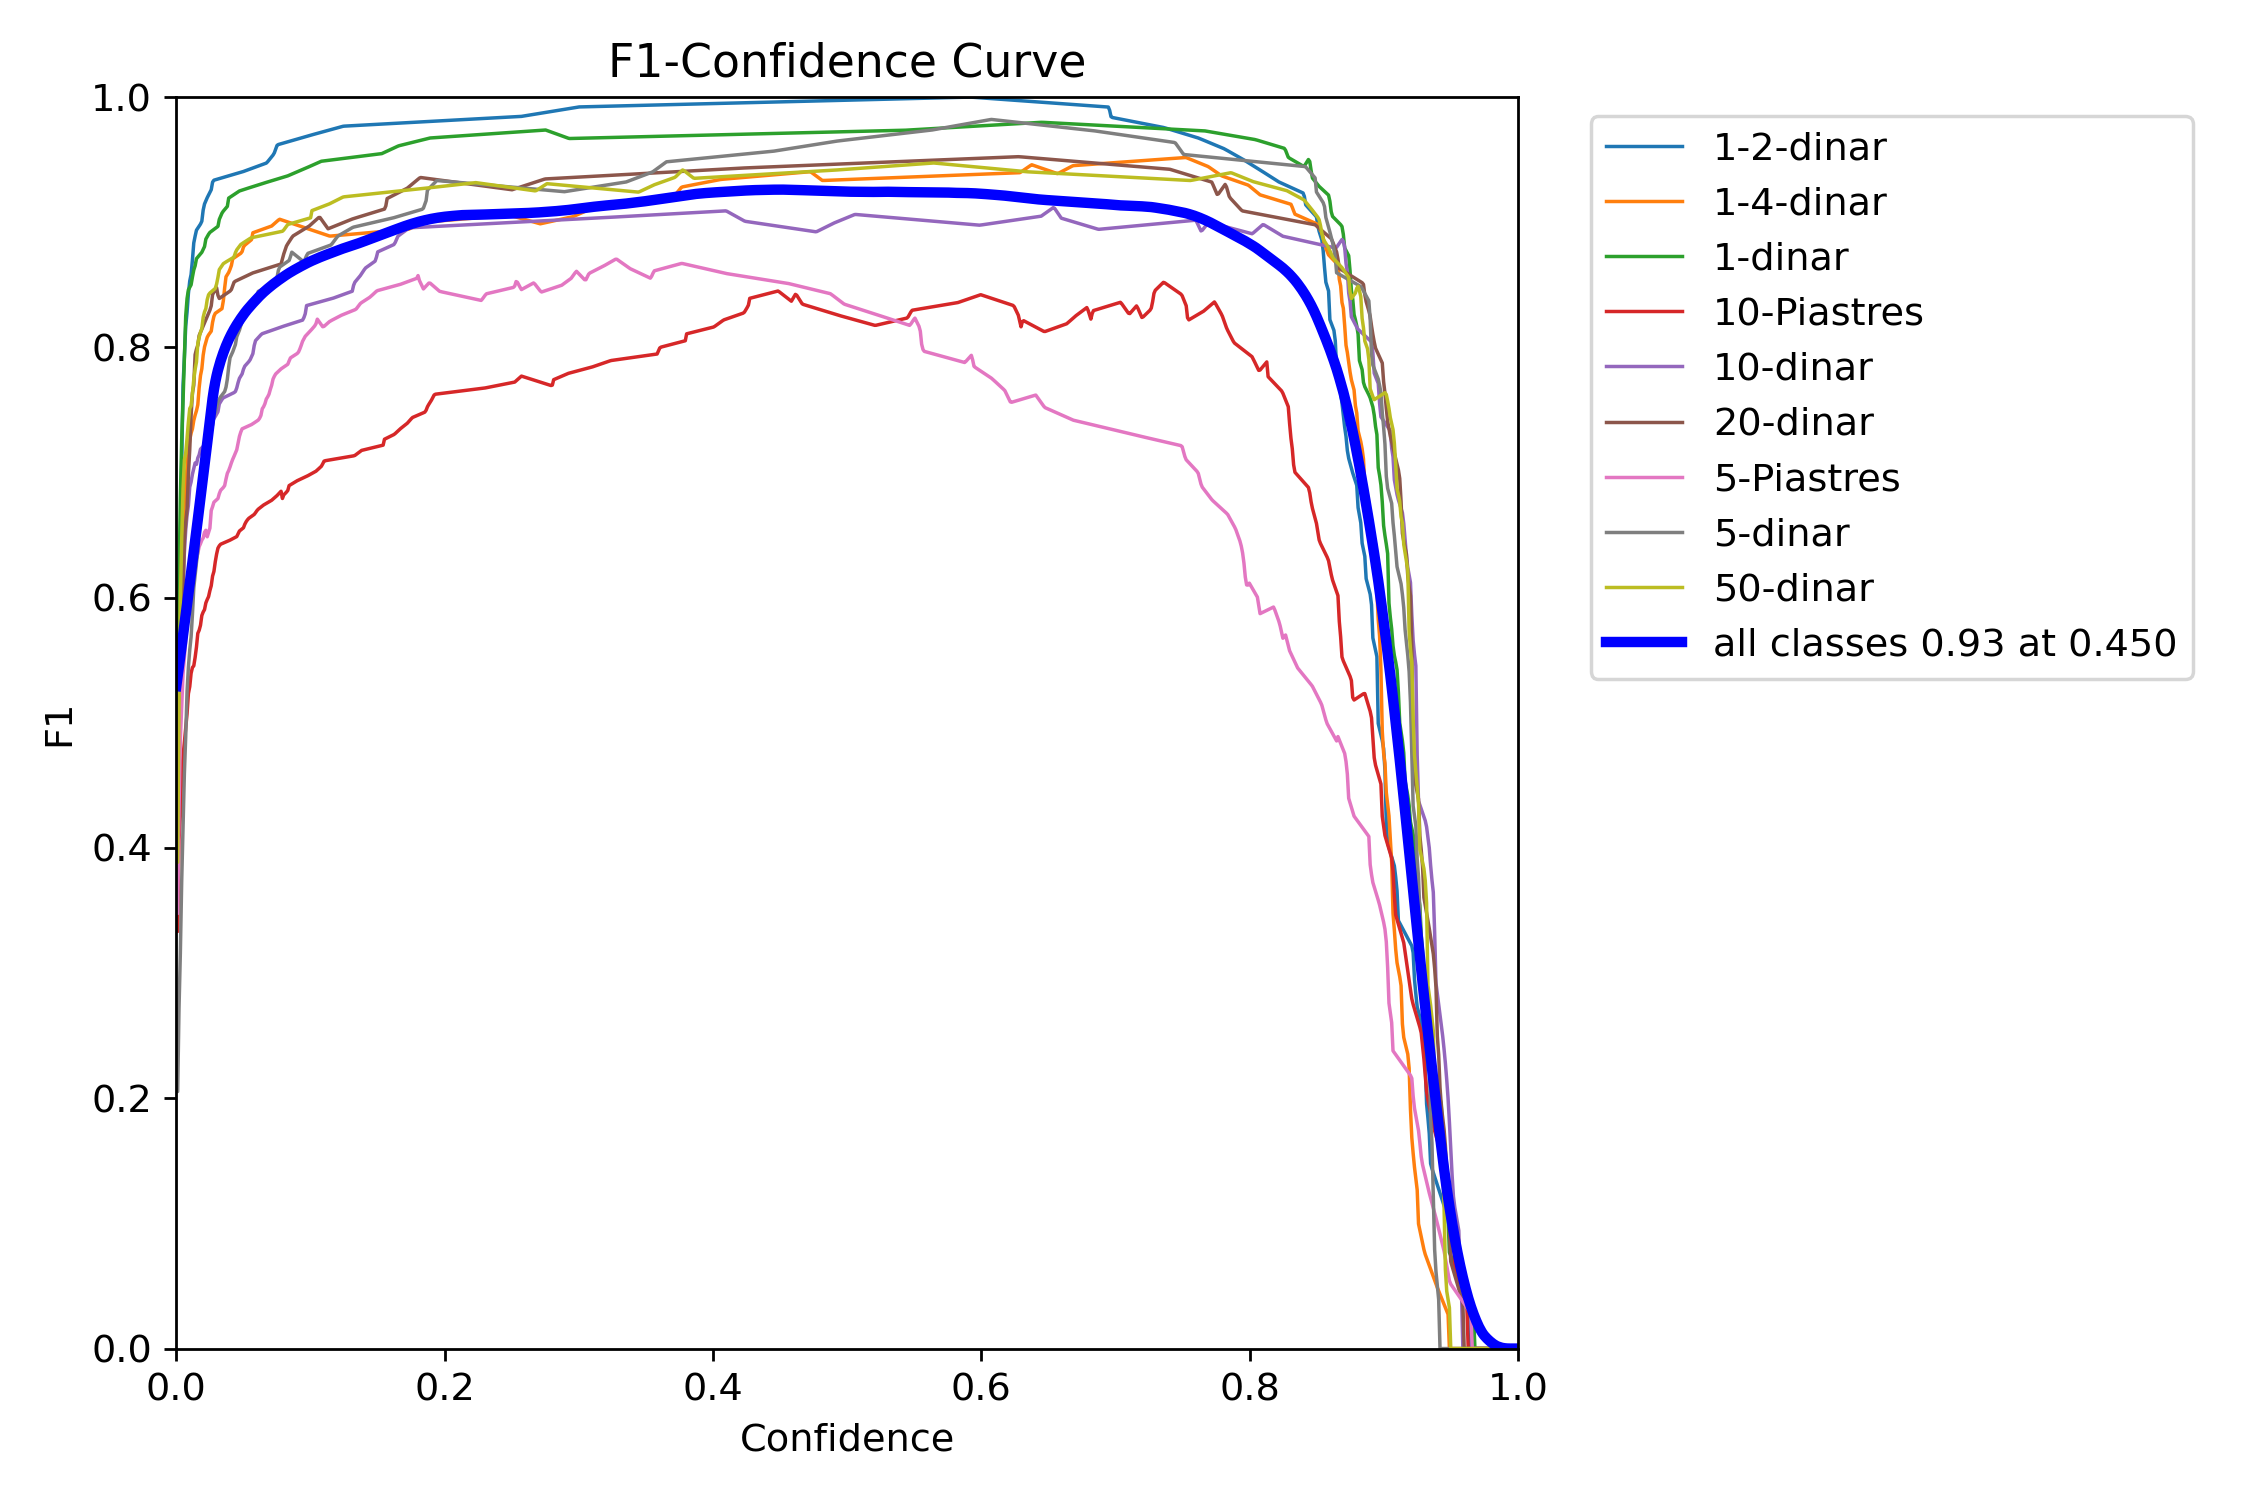 F1-Confidence Curve
1.0
0.8
0.6
0.4
0.2
0.0
F1
0.0 0.2 0.4 0.6 0.8 1.0
Confidence
1-2-dinar
1-4-dinar
1-dinar
10-Piastres
10-dinar
20-dinar
5-Piastres
5-dinar
50-dinar
all classes 0.93 at 0.450